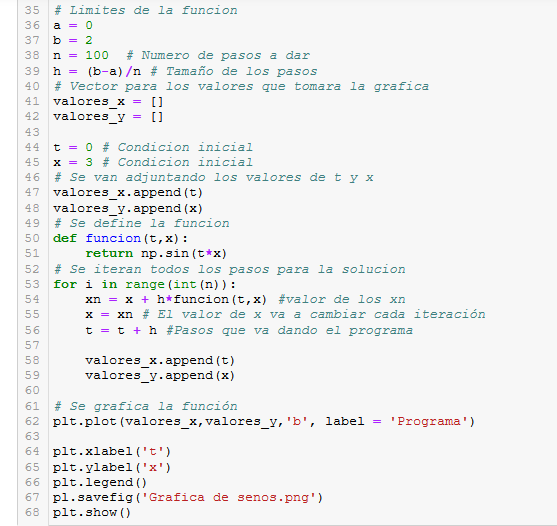 35 # Limites de la funcion
36 a = 0
37 b = 2
38 n = 100  # Numero de pasos a dar
39 h = (b-a)/n # Tamaño de los pasos
40 # Vector para los valores que tomara la grafica
41 valores_x = []
42 valores_y = []
43
44 t = 0 # Condicion inicial
45 x = 3 # Condicion inicial
46 # Se van adjuntando los valores de t y x
47 valores_x.append(t)
48 valores_y.append(x)
49 # Se define la funcion
50 def funcion(t,x):
51     return np.sin(t*x)
52 # Se iteran todos los pasos para la solucion
53 for i in range(int(n)):
54     xn = x + h*funcion(t,x) #valor de los xn
55     x = xn # El valor de x va a cambiar cada iteración
56     t = t + h #Pasos que va dando el programa
57
58     valores_x.append(t)
59     valores_y.append(x)
60
61 # Se grafica la función
62 plt.plot(valores_x,valores_y,'b', label = 'Programa')
63
64 plt.xlabel('t')
65 plt.ylabel('x')
66 plt.legend()
67 pl.savefig('Grafica de senos.png')
68 plt.show()